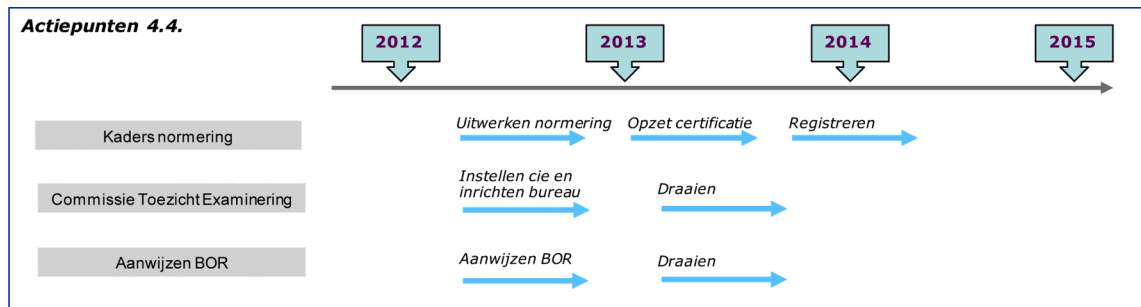 Actiepunten 4.4.
2012
2013
2014
2015
Kaders normering
Uitwerken normering
Opzet certificatie
Registreren
Commissie Toezicht Examinering
Instellen cie en
inrichten bureau
Draaien
Aanwijzen BOR
Aanwijzen BOR
Draaien